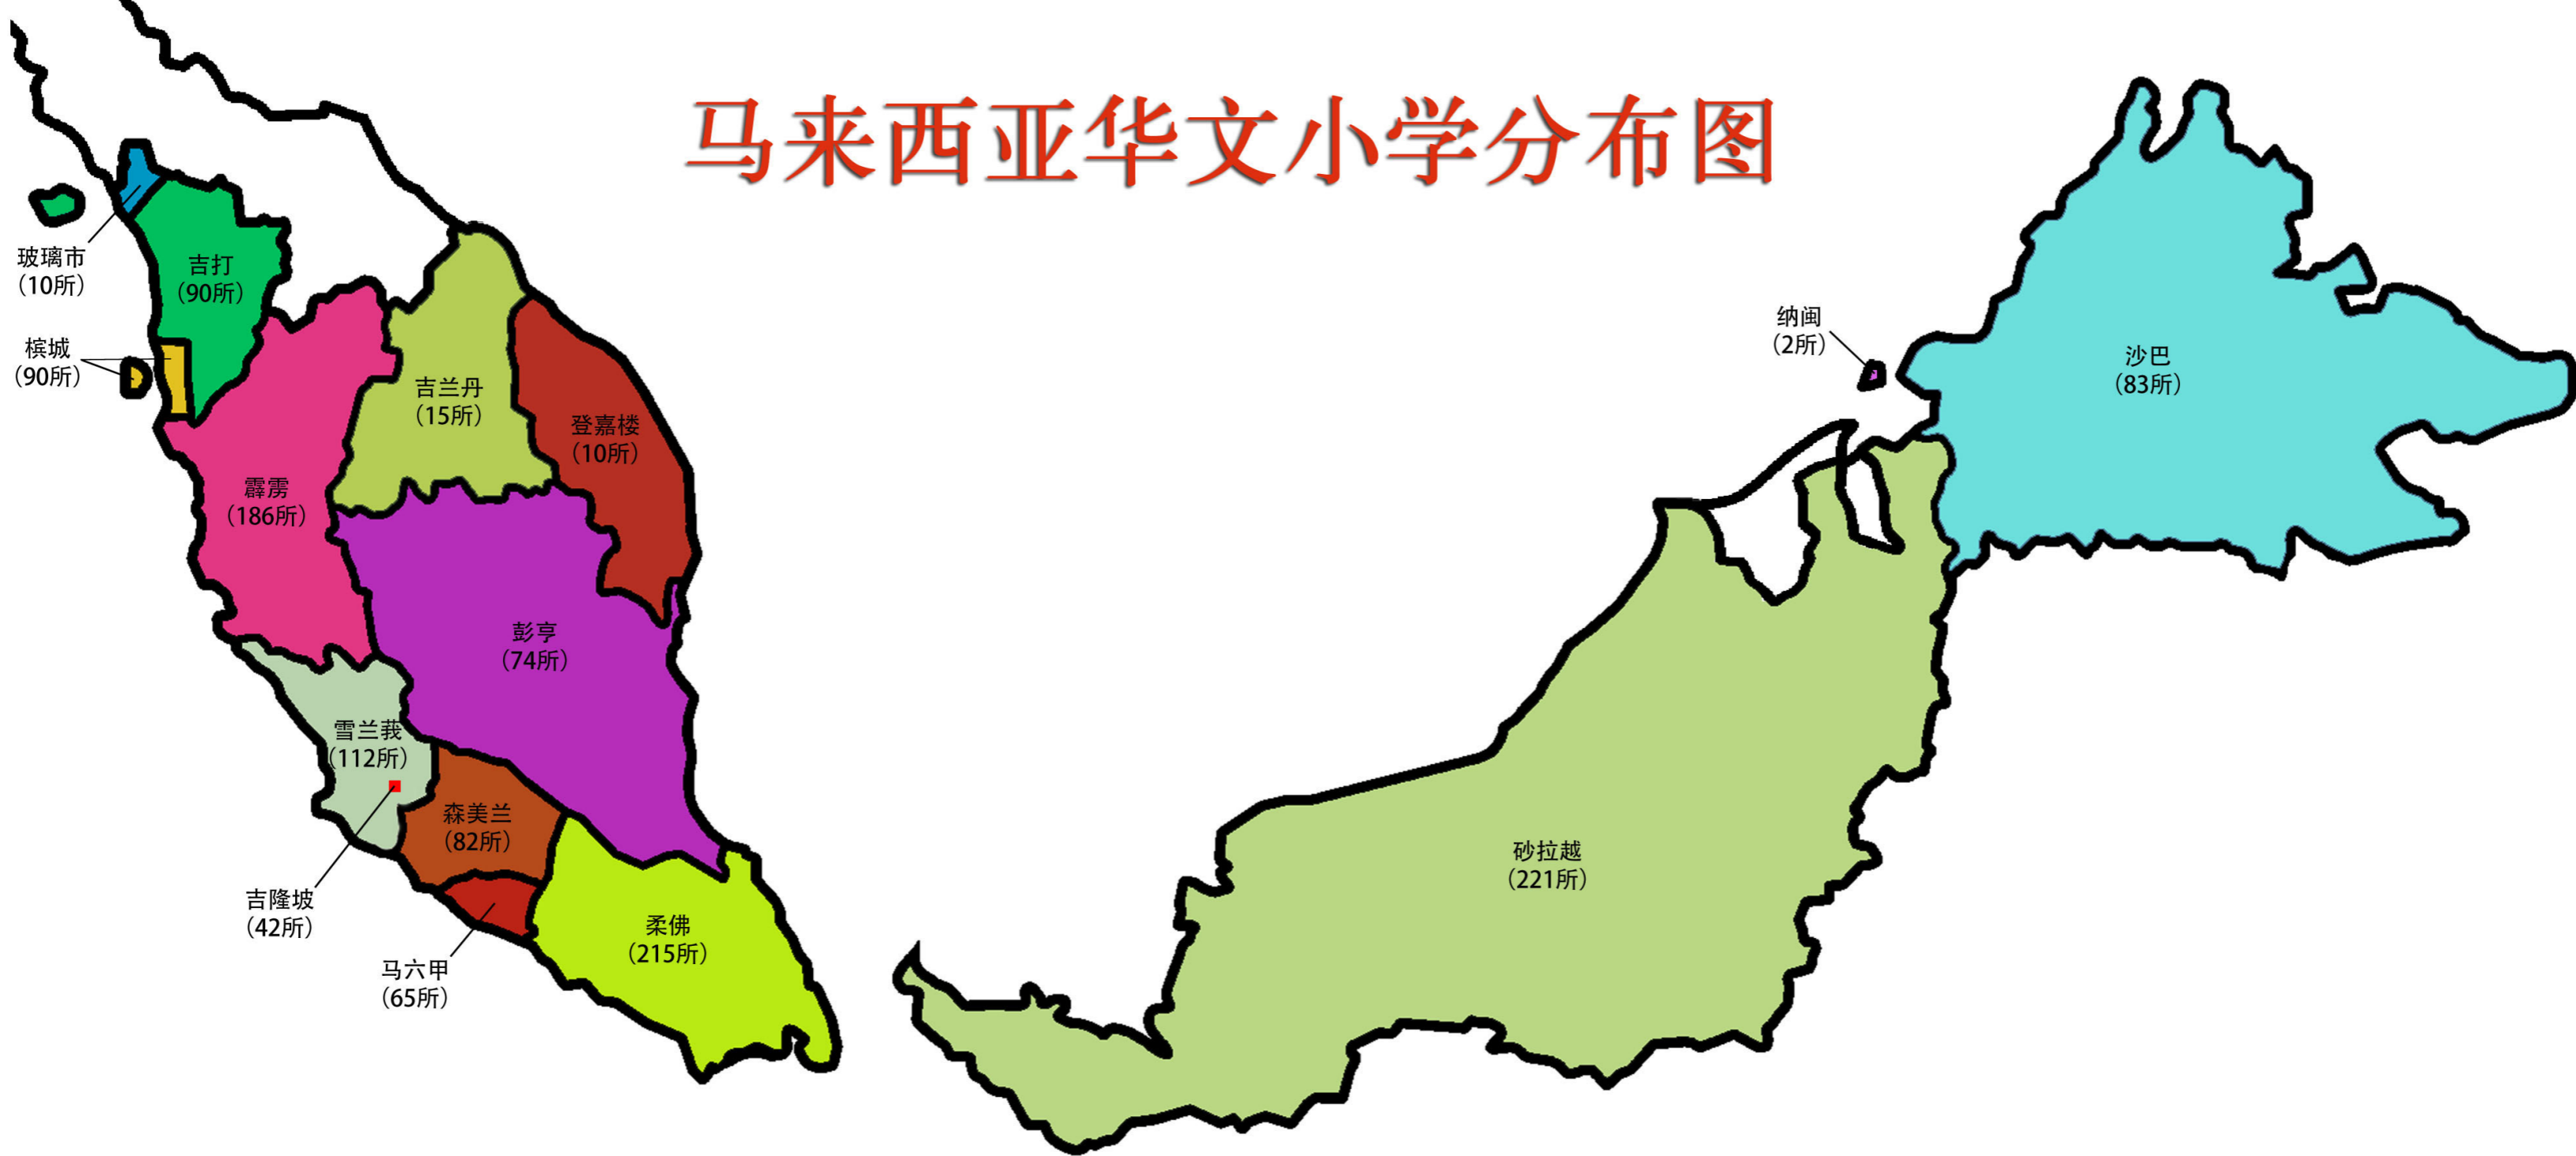 马来西亚华文小学分布图
玻璃市
（10所）
吉打
（90所）
槟城
（90所）
吉兰丹
（15所）
登嘉楼
（10所）
霹雳
（186所）
彭亨
（74所）
雪兰莪
（112所）
森美兰
（82所）
吉隆坡
（42所）
马六甲
（65所）
柔佛
（215所）
纳闽
（2所）
沙巴
（83所）
砂拉越
（221所）